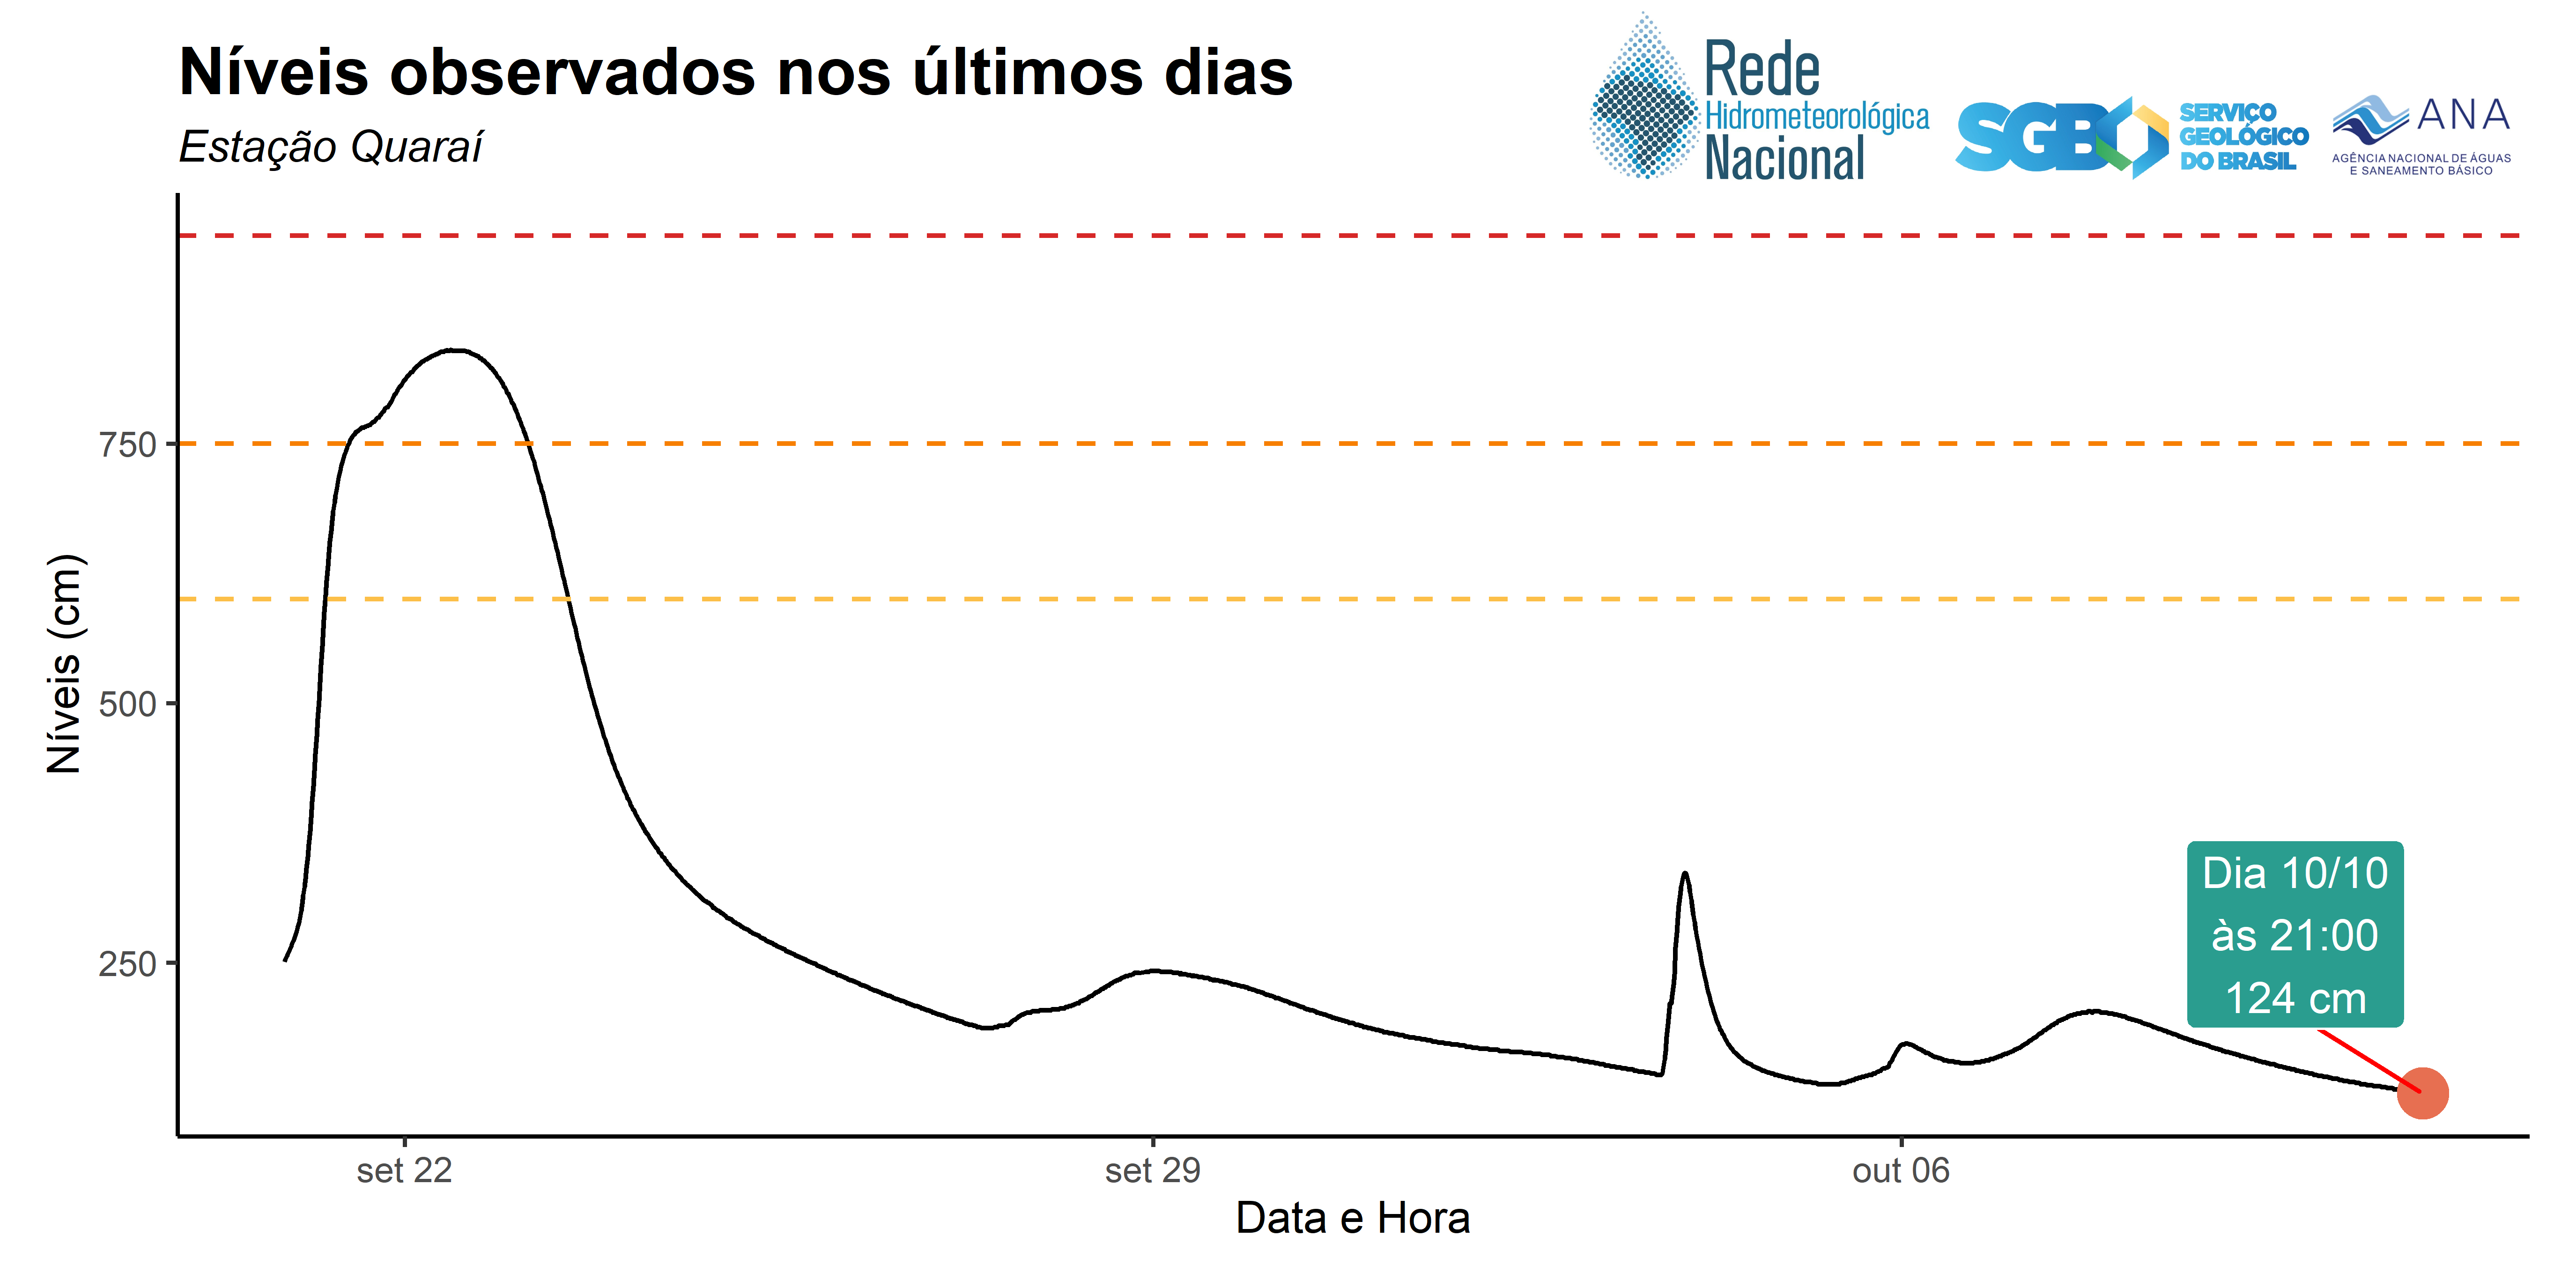 Níveis observados nos últimos dias
Estação Quaraí
Rede
Hidrometeorológica
Nacional
SGB
SERVIÇO
GEOLÓGICO
DO BRASIL
ANA
AGÊNCIA NACIONAL DE ÁGUAS
E SANEAMENTO BÁSICO
Níveis (cm)
750
500
250
Dia 10/10
às 21:00
124 cm
set 22
set 29
out 06
Data e Hora